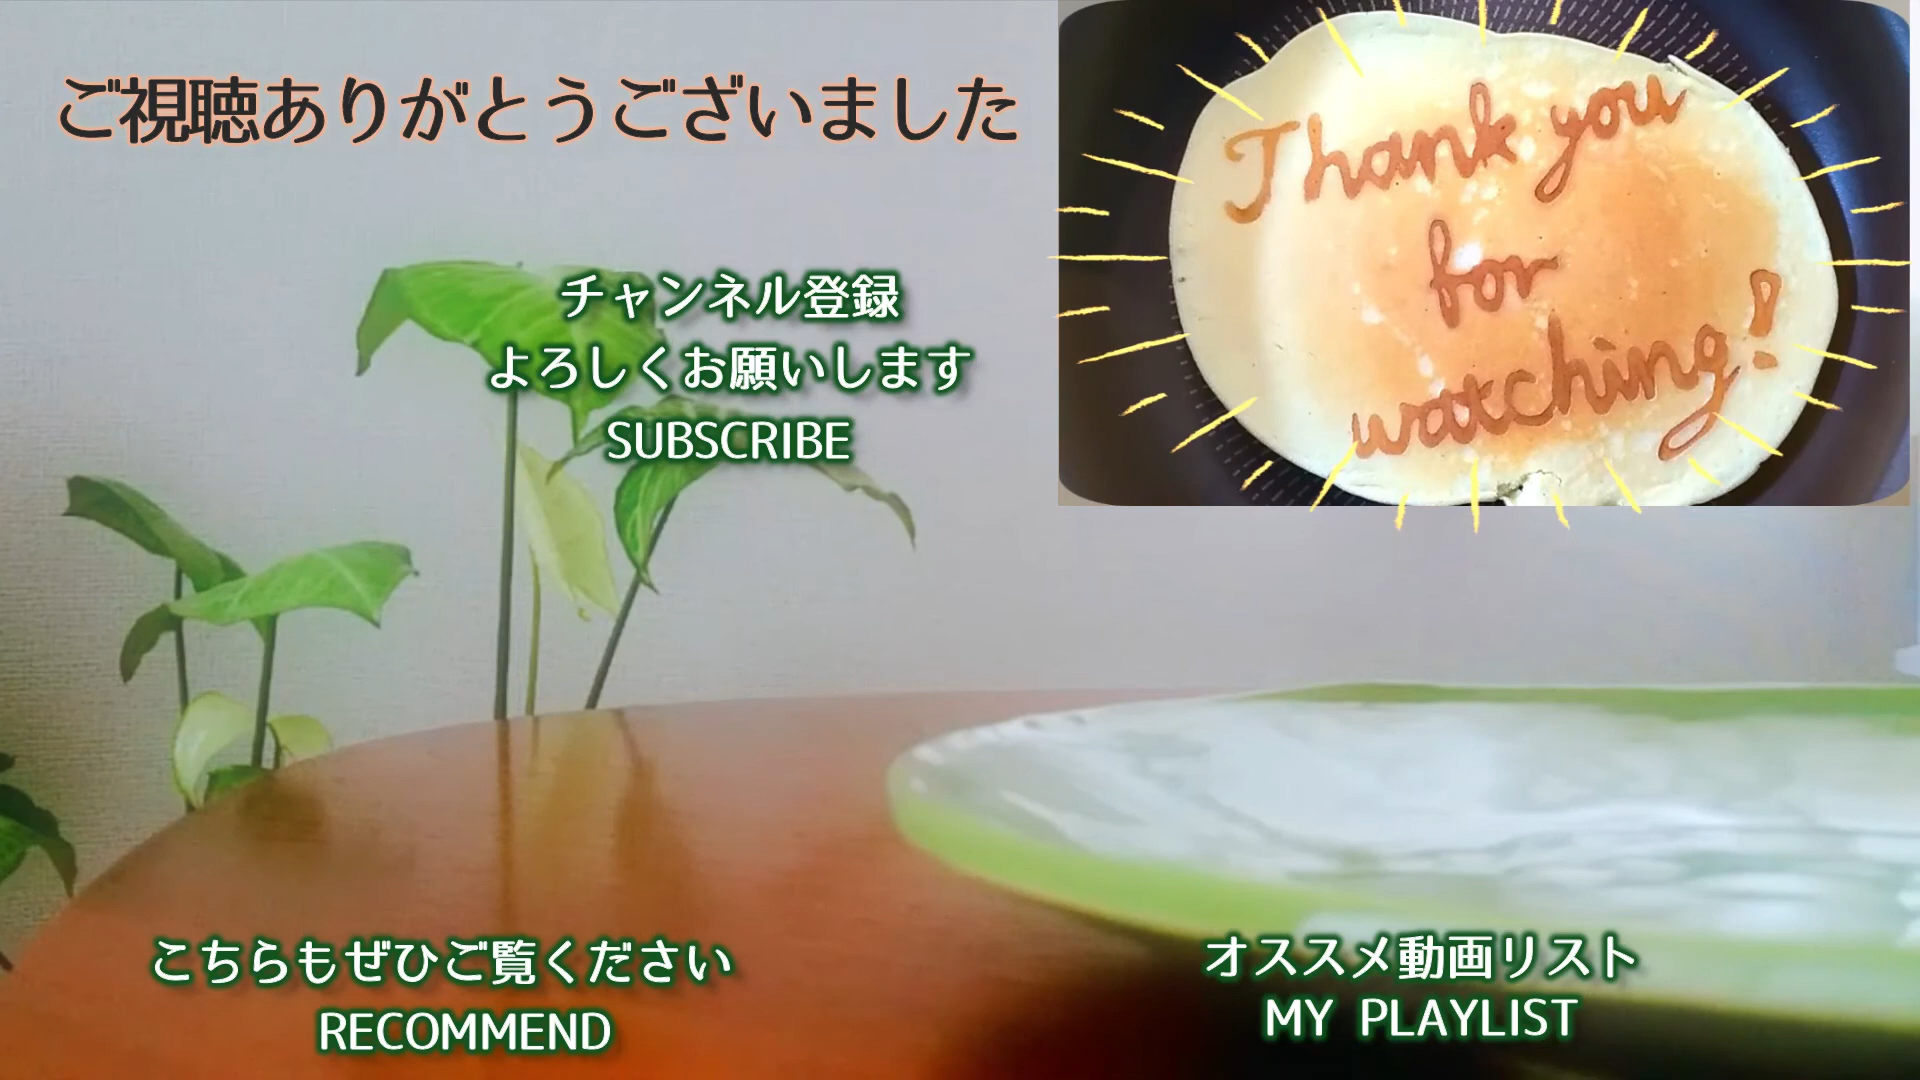 ご視聴ありがとうございました
Thank you
for
watching!
チャンネル登録
よろしくお願いします
SUBSCRIBE
こちらもぜひご覧ください
RECOMMEND
オススメ動画リスト
MY PLAYLIST